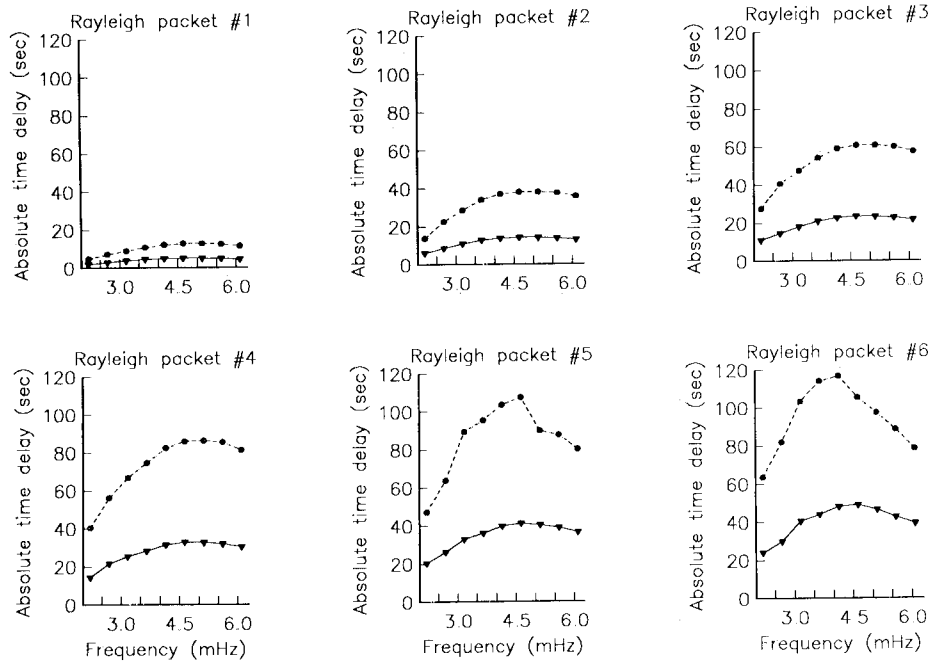 Rayleigh packet #1
Absolute time delay (sec)
120
100
80
60
40
20
0
3.0 4.5 6.0
Rayleigh packet #2
Absolute time delay (sec)
120
100
80
60
40
20
0
3.0 4.5 6.0
Rayleigh packet #3
Absolute time delay (sec)
120
100
80
60
40
20
0
3.0 4.5 6.0
Rayleigh packet #4
Absolute time delay (sec)
120
100
80
60
40
20
0
3.0 4.5 6.0
Frequency (mHz)
Rayleigh packet #5
Absolute time delay (sec)
120
100
80
60
40
20
0
3.0 4.5 6.0
Frequency (mHz)
Rayleigh packet #6
Absolute time delay (sec)
120
100
80
60
40
20
0
3.0 4.5 6.0
Frequency (mHz)